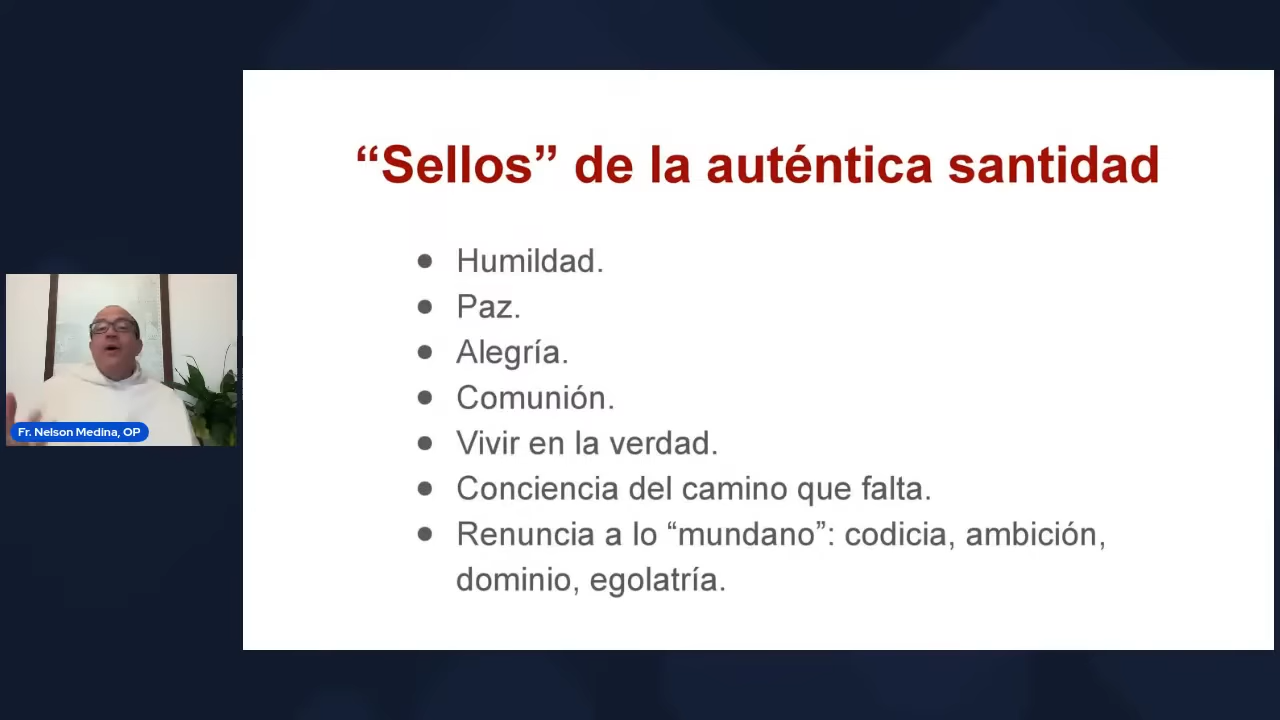 “Sellos” de la auténtica santidad
● Humildad.
● Paz.
● Alegría.
● Comunión.
● Vivir en la verdad.
● Conciencia del camino que falta.
● Renuncia a lo “mundano”: codicia, ambición,
dominio, egolatría.
Fr. Nelson Medina, OP